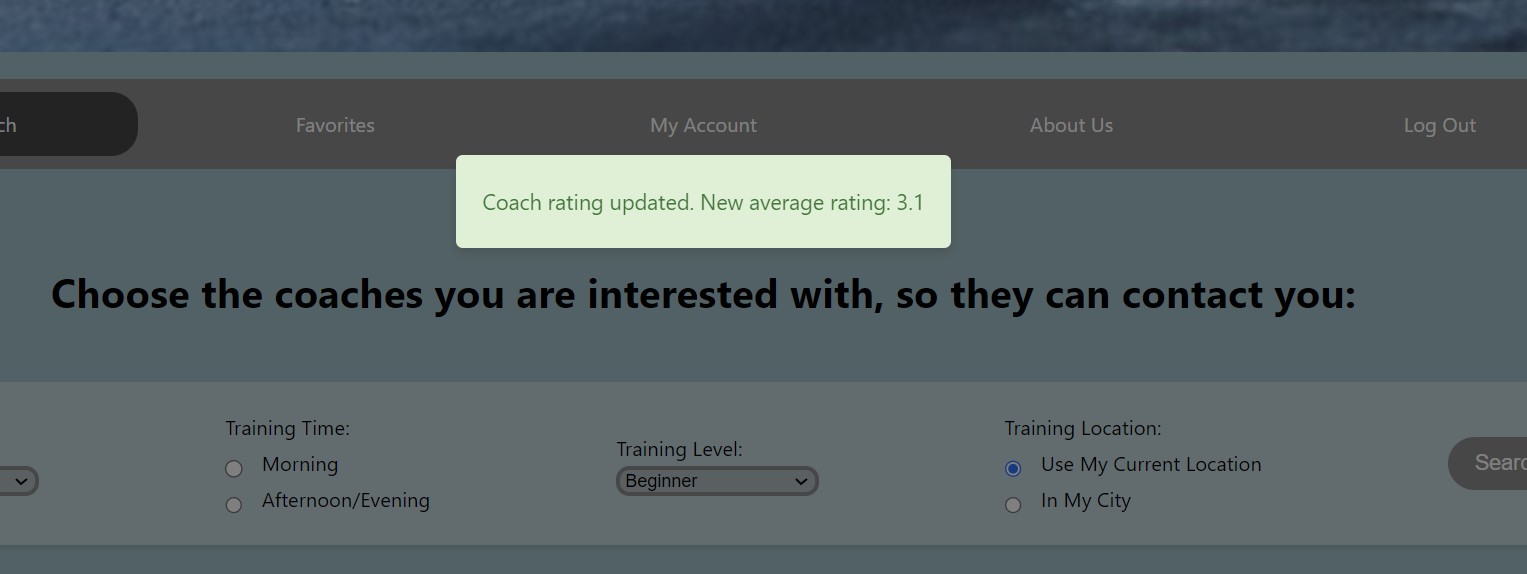 ch Favorites My Account About Us Log Out
Coach rating updated. New average rating: 3.1
Choose the coaches you are interested with, so they can contact you:
Training Time:
Morning
Afternoon/Evening
Training Level:
Beginner
Training Location:
Use My Current Location
In My City
Searc